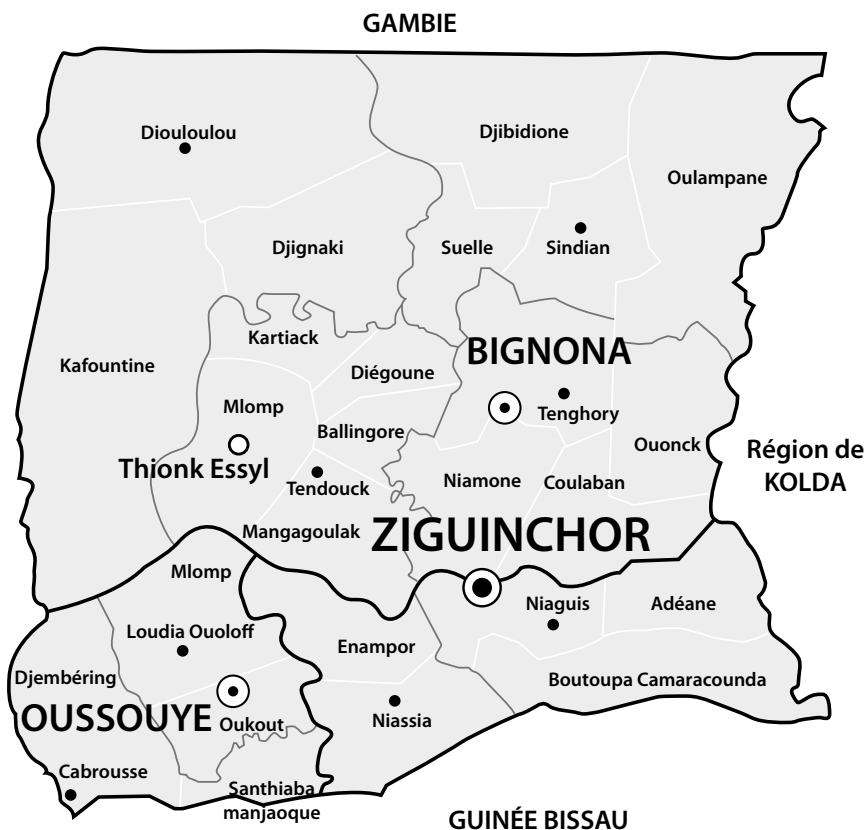 GAMBIE
Diouloulou
Djibidione
Oulampane
Djignaki
Suelle
Sindian
Kartiack
BIGNONA
Kafountine
Diégoune
Mlomp
Tenghory
Ballingore
Ouonck
Région de
KOLDA
Thionk Essyl
Tendouck
Niamone
Coulaban
Mangagoulak
ZIGUINCHOR
Mlomp
Niaguis
Adéane
Loudia Ouoloff
Enampor
Djembéring
Boutoupa Camaracounda
OUSSOUYE
Oukout
Niassia
Cabrousse
Santhiaba
manjaoque
GUINÉE BISSAU